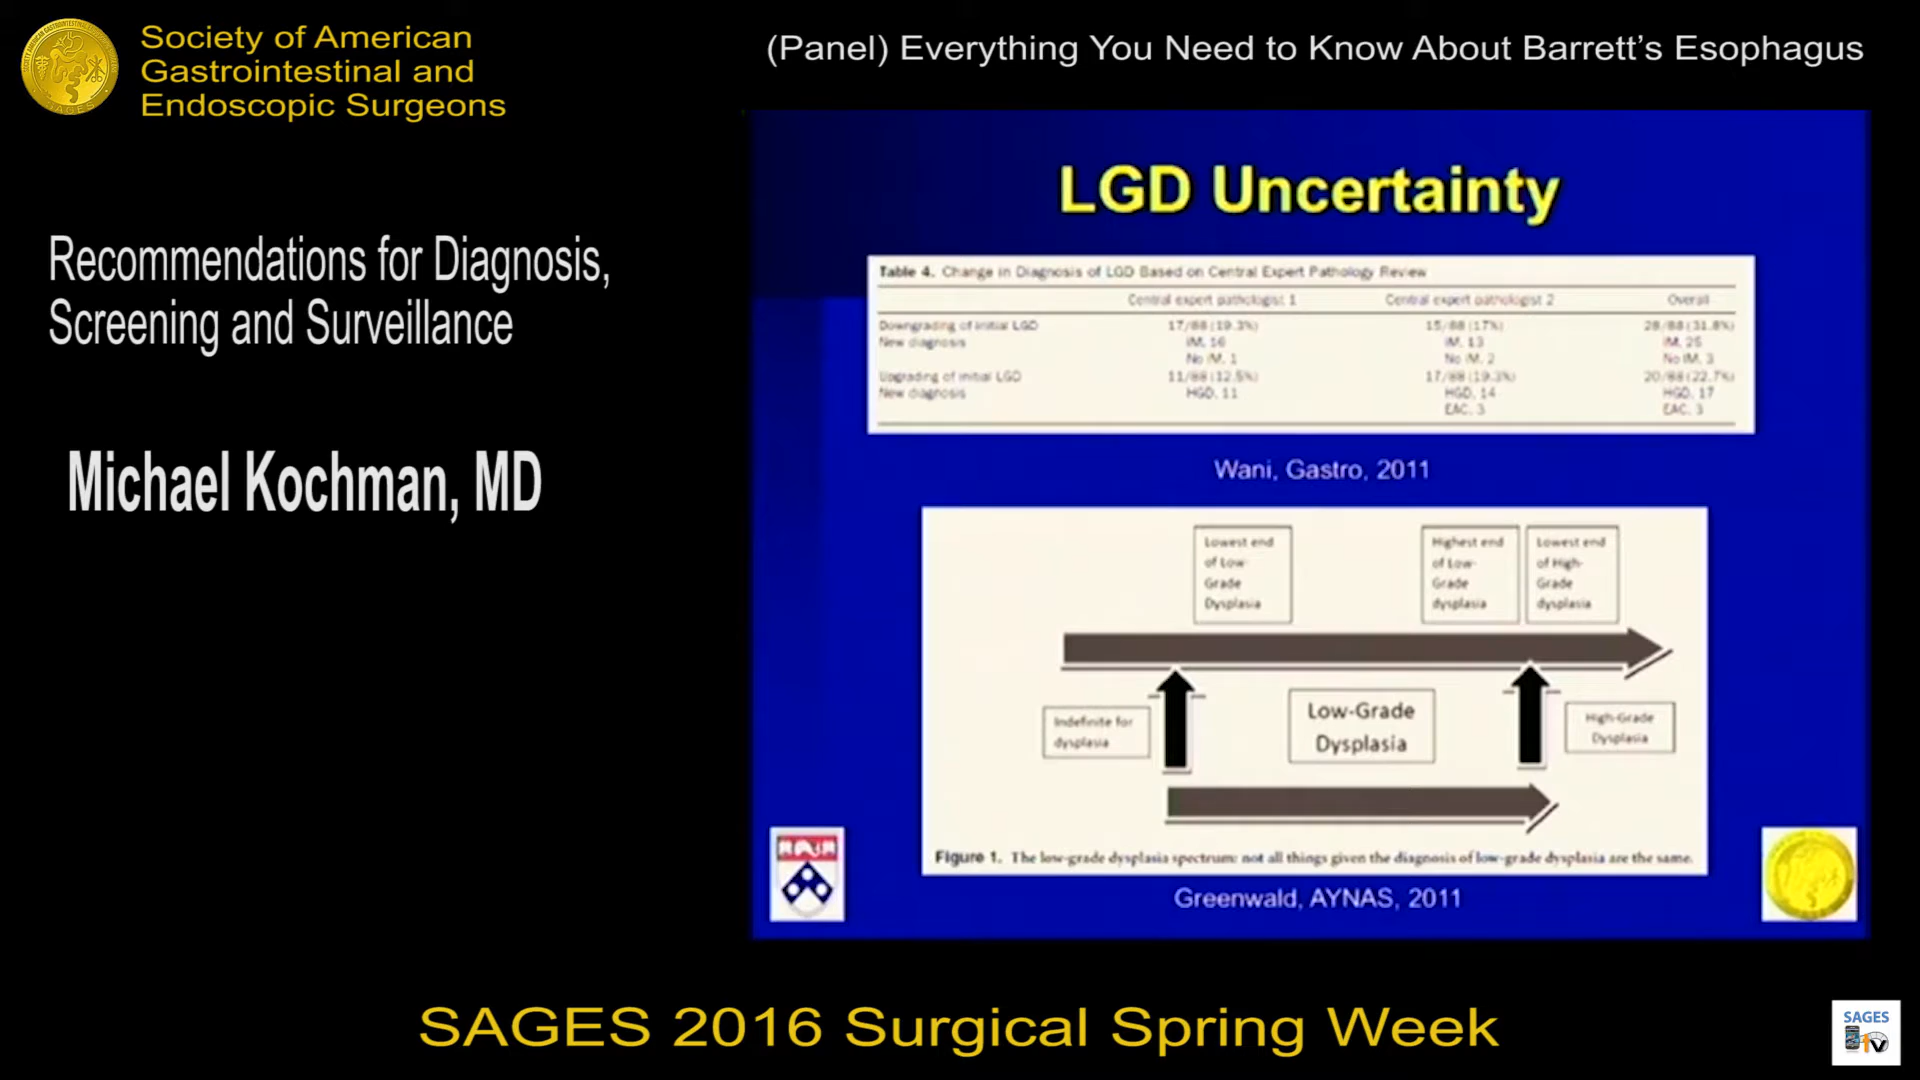 Society of American
Gastrointestinal and
Endoscopic Surgeons
(Panel) Everything You Need to Know About Barrett's Esophagus
Recommendations for Diagnosis,
Screening and Surveillance
Michael Kochman, MD
LGD Uncertainty
Table 4. Change in Diagnosis of LGD Based on Central Expert Pathology Review
Central expert pathologist 1 Central expert pathologist 2 Overall
Downgrading of initial LGD 17/88 (19.3%) 15/88 (17%) 28/88 (31.8%)
New diagnosis IM, 16 IM, 13 IM, 25
No IM, 1 No IM, 2 No IM, 3
Upgrading of initial LGD 11/88 (12.5%) 17/88 (19.3%) 20/88 (22.7%)
New diagnosis HGD, 11 HGD, 14 HGD, 17
EAC, 3 EAC, 3
Wani, Gastro, 2011
Lowest end
of Low-
Grade
Dysplasia
Highest end
of Low-
Grade
dysplasia
Lowest end
of High-
Grade
dysplasia
Indefinite for
dysplasia
Low-Grade
Dysplasia
High-Grade
Dysplasia
Figure 1. The low-grade dysplasia spectrum: not all things given the diagnosis of low-grade dysplasia are the same.
Greenwald, AYNAS, 2011
SAGES 2016 Surgical Spring Week
SAGES
TV